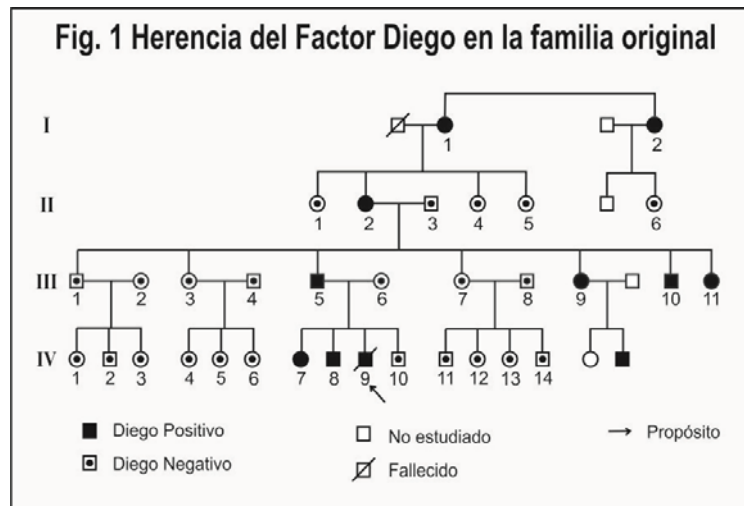 Fig. 1 Herencia del Factor Diego en la familia original
I
1
2
II
1 2 3 4 5 6
III
1 2 3 4 5 6 7 8 9 10 11
IV
1 2 3 4 5 6 7 8 9 10 11 12 13 14
Diego Positivo
No estudiado
Propósito
Diego Negativo
Fallecido